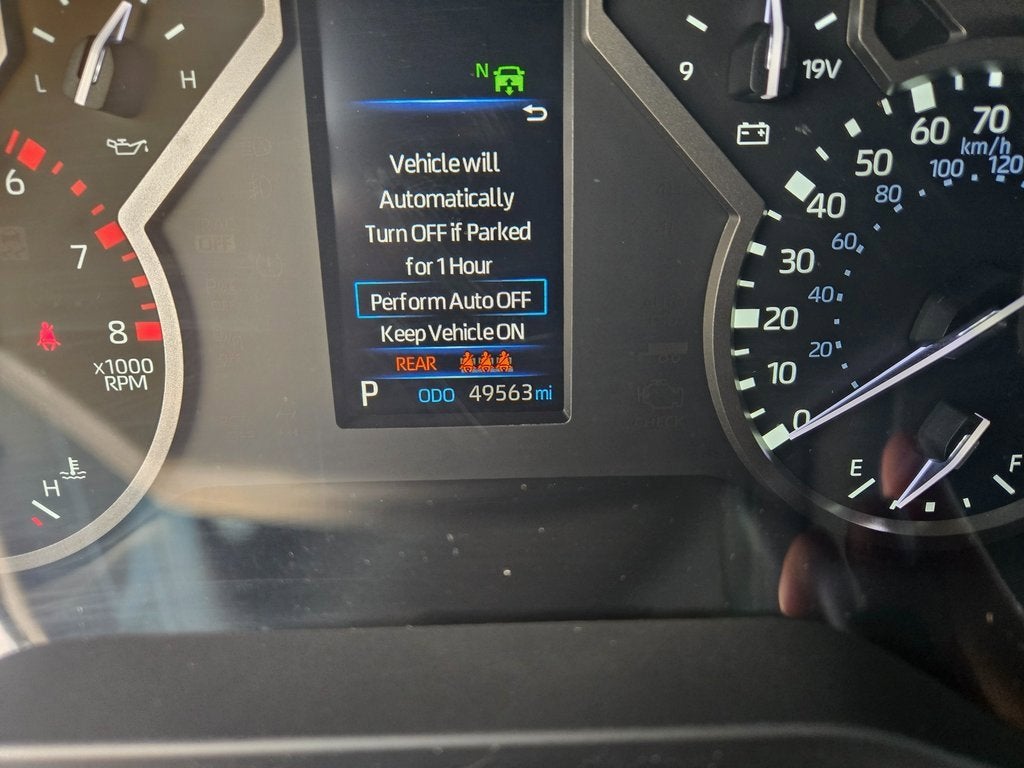 L
H
6
7
8
x1000
RPM
H
N
Vehicle will
Automatically
Turn OFF if Parked
for 1 Hour
Perform Auto OFF
Keep Vehicle ON
REAR
P ODO 49563 mi
9
19V
70
60
50
40
30
20
10
0
km/h
120
100
80
60
40
20
E
F
OFF
CHECK